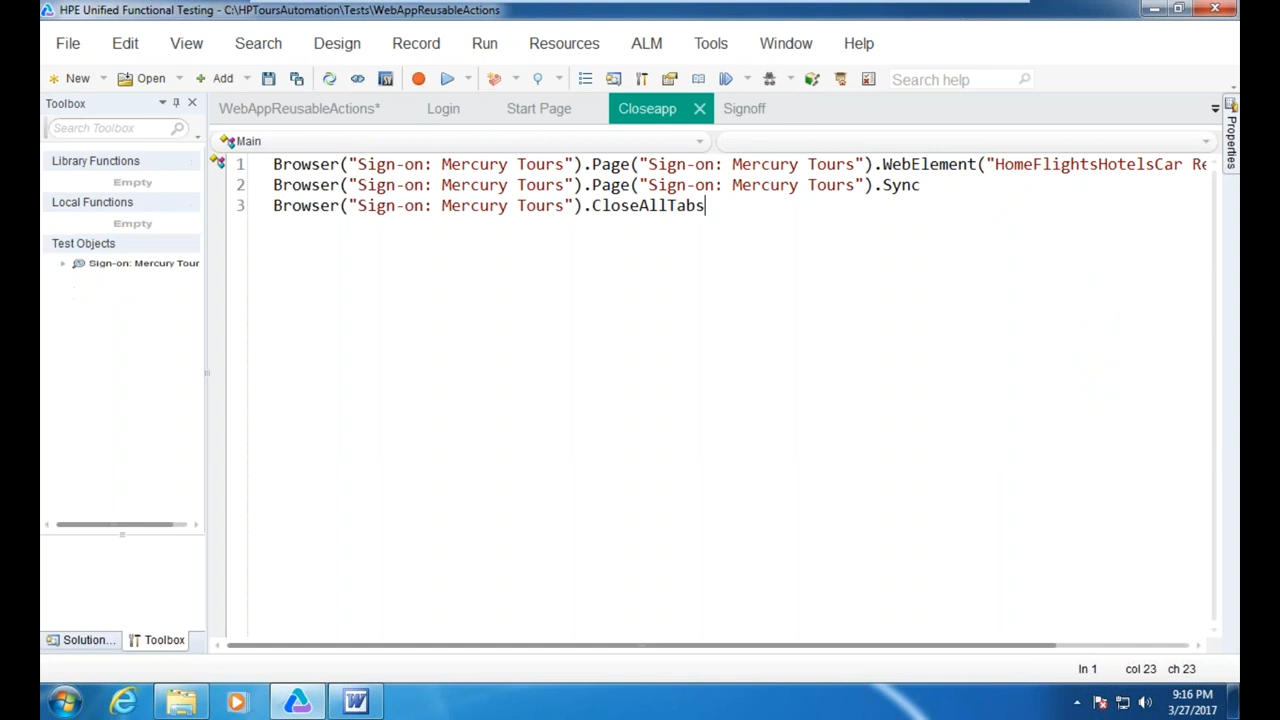 HPE Unified Functional Testing - C:\HPToursAutomation\Tests\WebAppReusableActions
File Edit View Search Design Record Run Resources ALM Tools Window Help
New Open Add Search help
Toolbox
WebAppReusableActions* Login Start Page Closeapp Signoff
Search Toolbox
Main
Properties
Library Functions
Empty
Local Functions
Empty
Test Objects
Sign-on: Mercury Tour
1 Browser("Sign-on: Mercury Tours").Page("Sign-on: Mercury Tours").WebElement("HomeFlightsHotelsCar Re
2 Browser("Sign-on: Mercury Tours").Page("Sign-on: Mercury Tours").Sync
3 Browser("Sign-on: Mercury Tours").CloseAllTabs
Solution... Toolbox
ln 1 col 23 ch 23
9:16 PM
3/27/2017